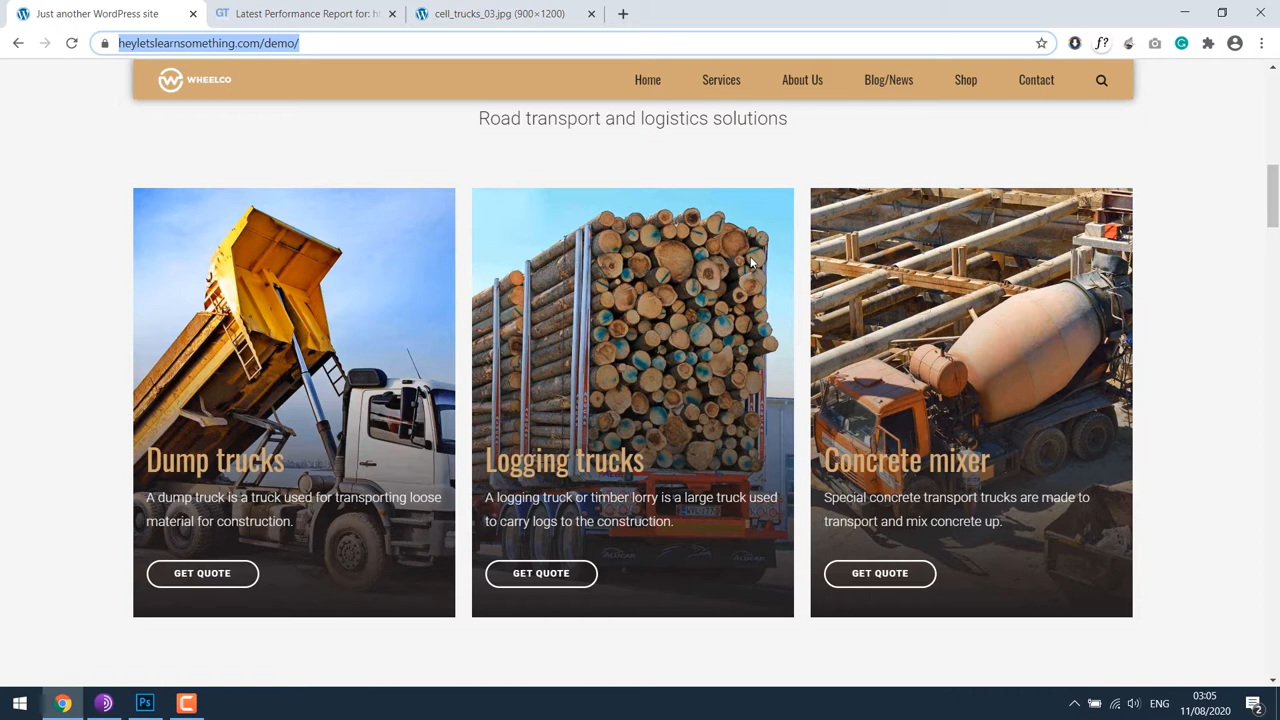 Just another WordPress site
GT Latest Performance Report for: h
cell_trucks_03.jpg (900×1200)
heyletslearnsomething.com/demo/
WHEELCO
Home Services About Us Blog/News Shop Contact
Road transport and logistics solutions
Dump trucks
A dump truck is a truck used for transporting loose
material for construction.
GET QUOTE
Logging trucks
A logging truck or timber lorry is a large truck used
to carry logs to the construction.
GET QUOTE
Concrete mixer
Special concrete transport trucks are made to
transport and mix concrete up.
GET QUOTE
Ps
ENG
03:05
11/08/2020
2